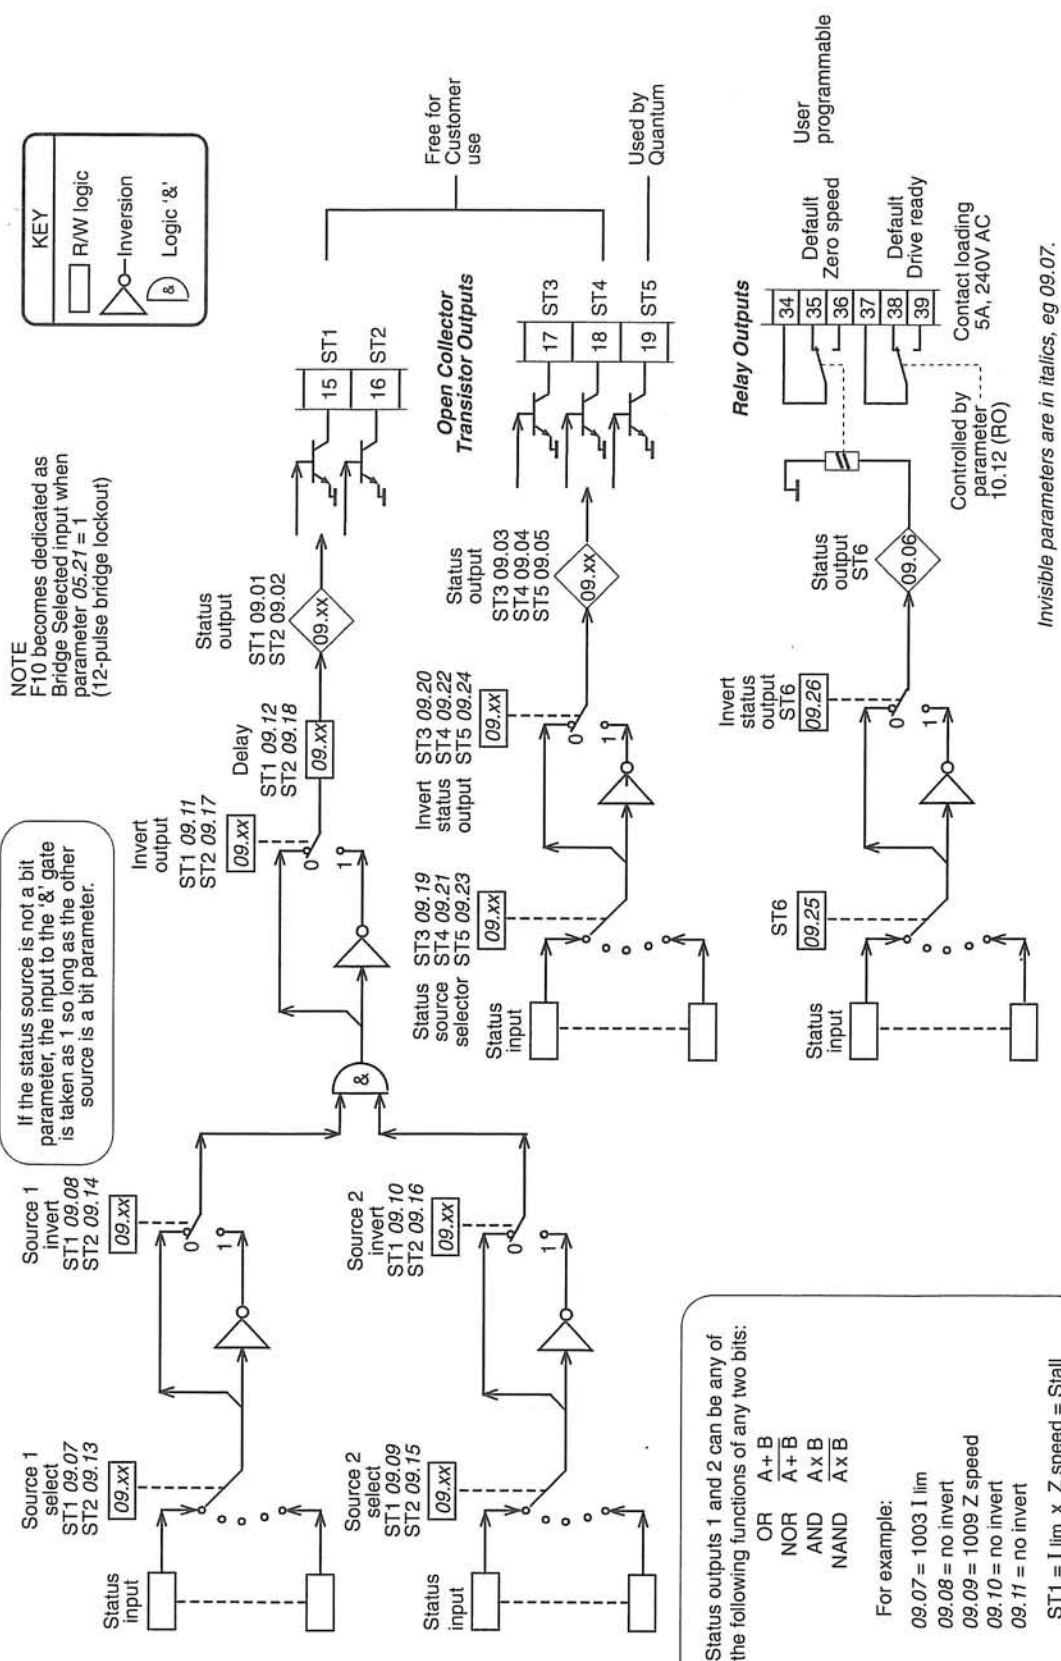 NOTE
F10 becomes dedicated as
Bridge Selected input when
parameter 05.21 = 1
(12-pulse bridge lockout)
KEY
R/W logic
Inversion
&
Logic '&'
If the status source is not a bit
parameter, the input to the '&' gate
is taken as 1 so long as the other
source is a bit parameter.
Source 1
select
ST1 09.07
ST2 09.13
09.xx
Status
input
Source 1
invert
ST1 09.08
ST2 09.14
09.xx
0
1
Source 2
select
ST1 09.09
ST2 09.15
09.xx
Status
input
Source 2
invert
ST1 09.10
ST2 09.16
09.xx
0
1
&
Invert
output
ST1 09.11
ST2 09.17
09.xx
0
1
Delay
ST1 09.12
ST2 09.18
09.xx
Status
output
ST1 09.01
ST2 09.02
09.xx
15 ST1
16 ST2
Free for
Customer
use
Open Collector
Transistor Outputs
Status
source
selector
ST3 09.19
ST4 09.21
ST5 09.23
09.xx
Status
input
Invert
status
output
ST3 09.20
ST4 09.22
ST5 09.24
09.xx
0
1
Status
output
ST3 09.03
ST4 09.04
ST5 09.05
09.xx
17 ST3
18 ST4
19 ST5
Used by
Quantum
Relay Outputs
ST6
09.25
Status
input
Invert
status
output
ST6
09.26
0
1
Status
output
ST6
09.06
34
35
36
37
38
39
Default
Zero speed
Default
Drive ready
User
programmable
Contact loading
5A, 240V AC
Controlled by
parameter
10.12 (RO)
Invisible parameters are in italics, eg 09.07.
Status outputs 1 and 2 can be any of
the following functions of any two bits:
OR A + B
NOR A + B
AND A x B
NAND A x B
For example:
09.07 = 1003 I lim
09.08 = no invert
09.09 = 1009 Z speed
09.10 = no invert
09.11 = no invert
ST1 = I lim x Z speed = Stall